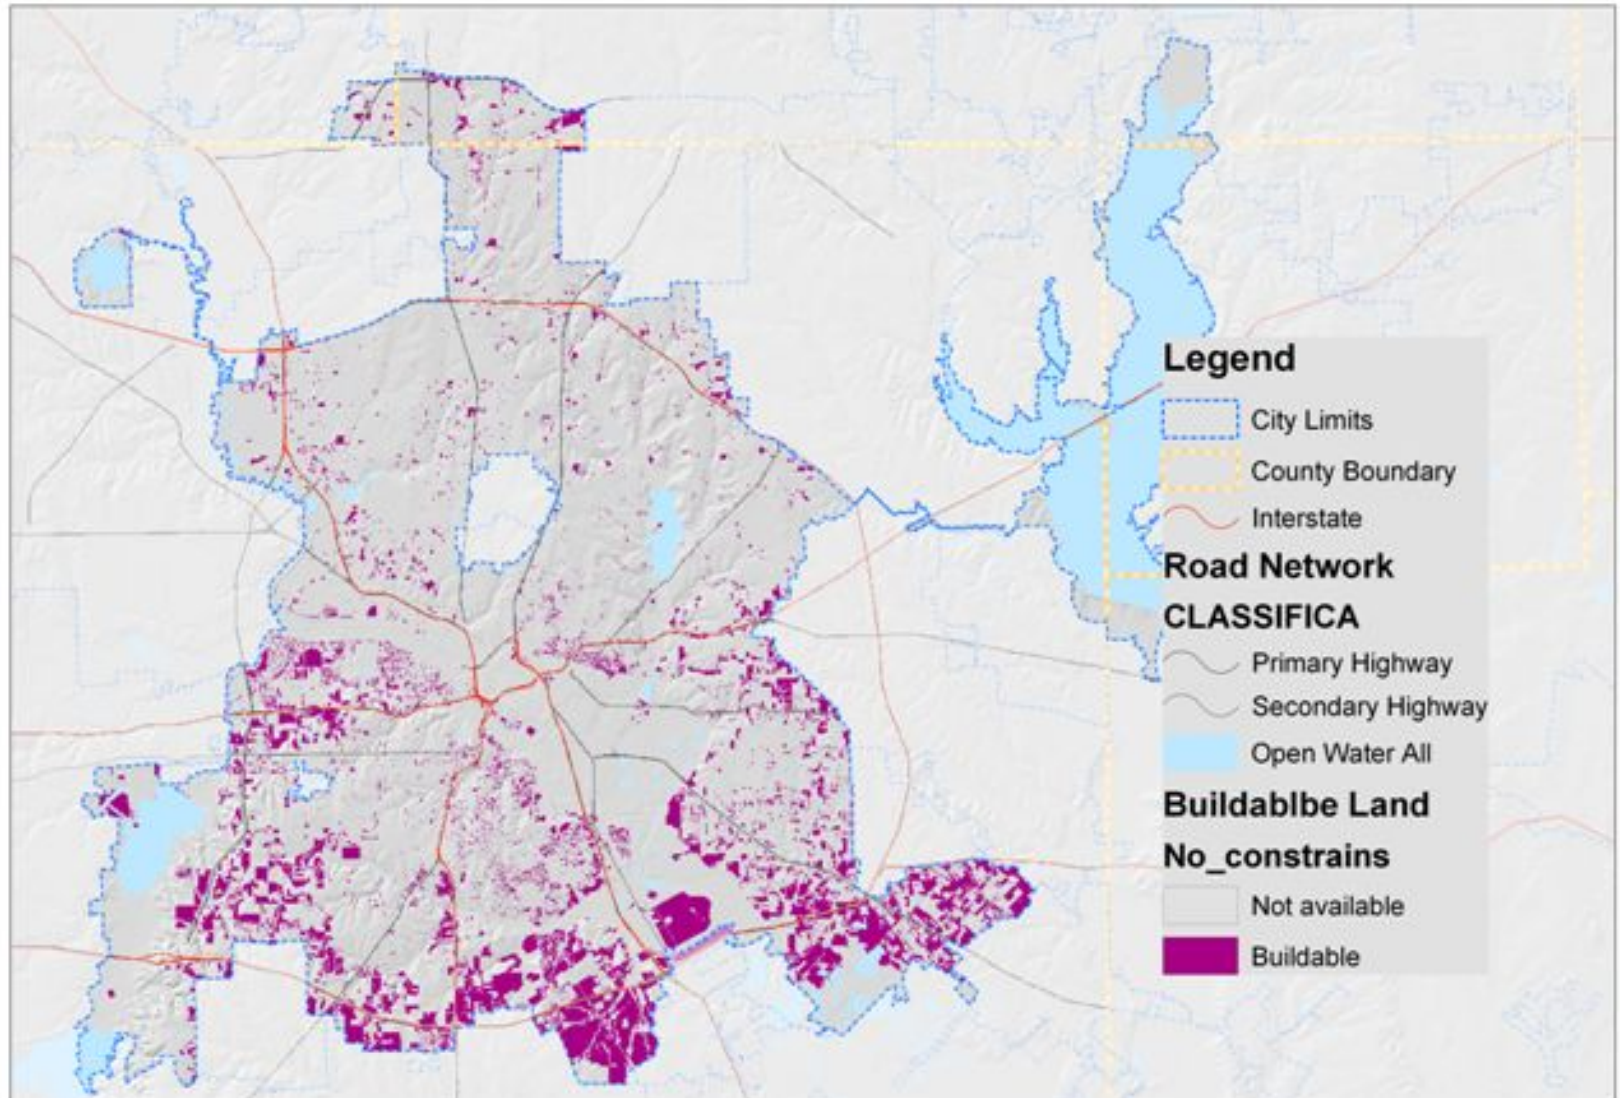 Legend
City Limits
County Boundary
Interstate
Road Network
CLASSIFICA
Primary Highway
Secondary Highway
Open Water All
Buildablbe Land
No_constrains
Not available
Buildable